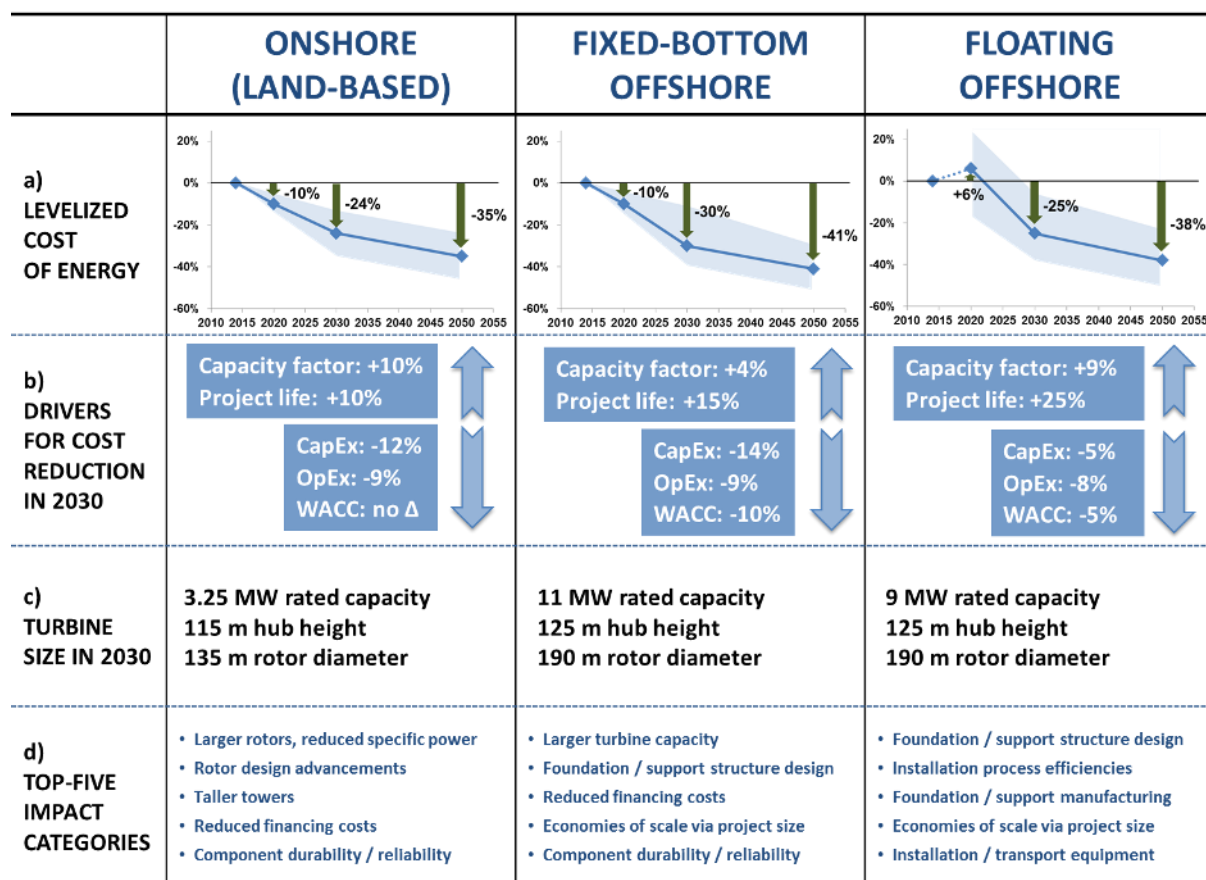 ONSHORE
(LAND-BASED)
FIXED-BOTTOM
OFFSHORE
FLOATING
OFFSHORE
a)
LEVELIZED
COST
OF ENERGY
20%
0%
-20%
-40%
-60%
2010 2015 2020 2025 2030 2035 2040 2045 2050 2055
-10%
-24%
-35%
20%
0%
-20%
-40%
-60%
2010 2015 2020 2025 2030 2035 2040 2045 2050 2055
-10%
-30%
-41%
20%
0%
-20%
-40%
-60%
2010 2015 2020 2025 2030 2035 2040 2045 2050 2055
+6%
-25%
-38%
b)
DRIVERS
FOR COST
REDUCTION
IN 2030
Capacity factor: +10%
Project life: +10%
CapEx: -12%
OpEx: -9%
WACC: no Δ
Capacity factor: +4%
Project life: +15%
CapEx: -14%
OpEx: -9%
WACC: -10%
Capacity factor: +9%
Project life: +25%
CapEx: -5%
OpEx: -8%
WACC: -5%
c)
TURBINE
SIZE IN 2030
3.25 MW rated capacity
115 m hub height
135 m rotor diameter
11 MW rated capacity
125 m hub height
190 m rotor diameter
9 MW rated capacity
125 m hub height
190 m rotor diameter
d)
TOP-FIVE
IMPACT
CATEGORIES
• Larger rotors, reduced specific power
• Rotor design advancements
• Taller towers
• Reduced financing costs
• Component durability / reliability
• Larger turbine capacity
• Foundation / support structure design
• Reduced financing costs
• Economies of scale via project size
• Component durability / reliability
• Foundation / support structure design
• Installation process efficiencies
• Foundation / support manufacturing
• Economies of scale via project size
• Installation / transport equipment